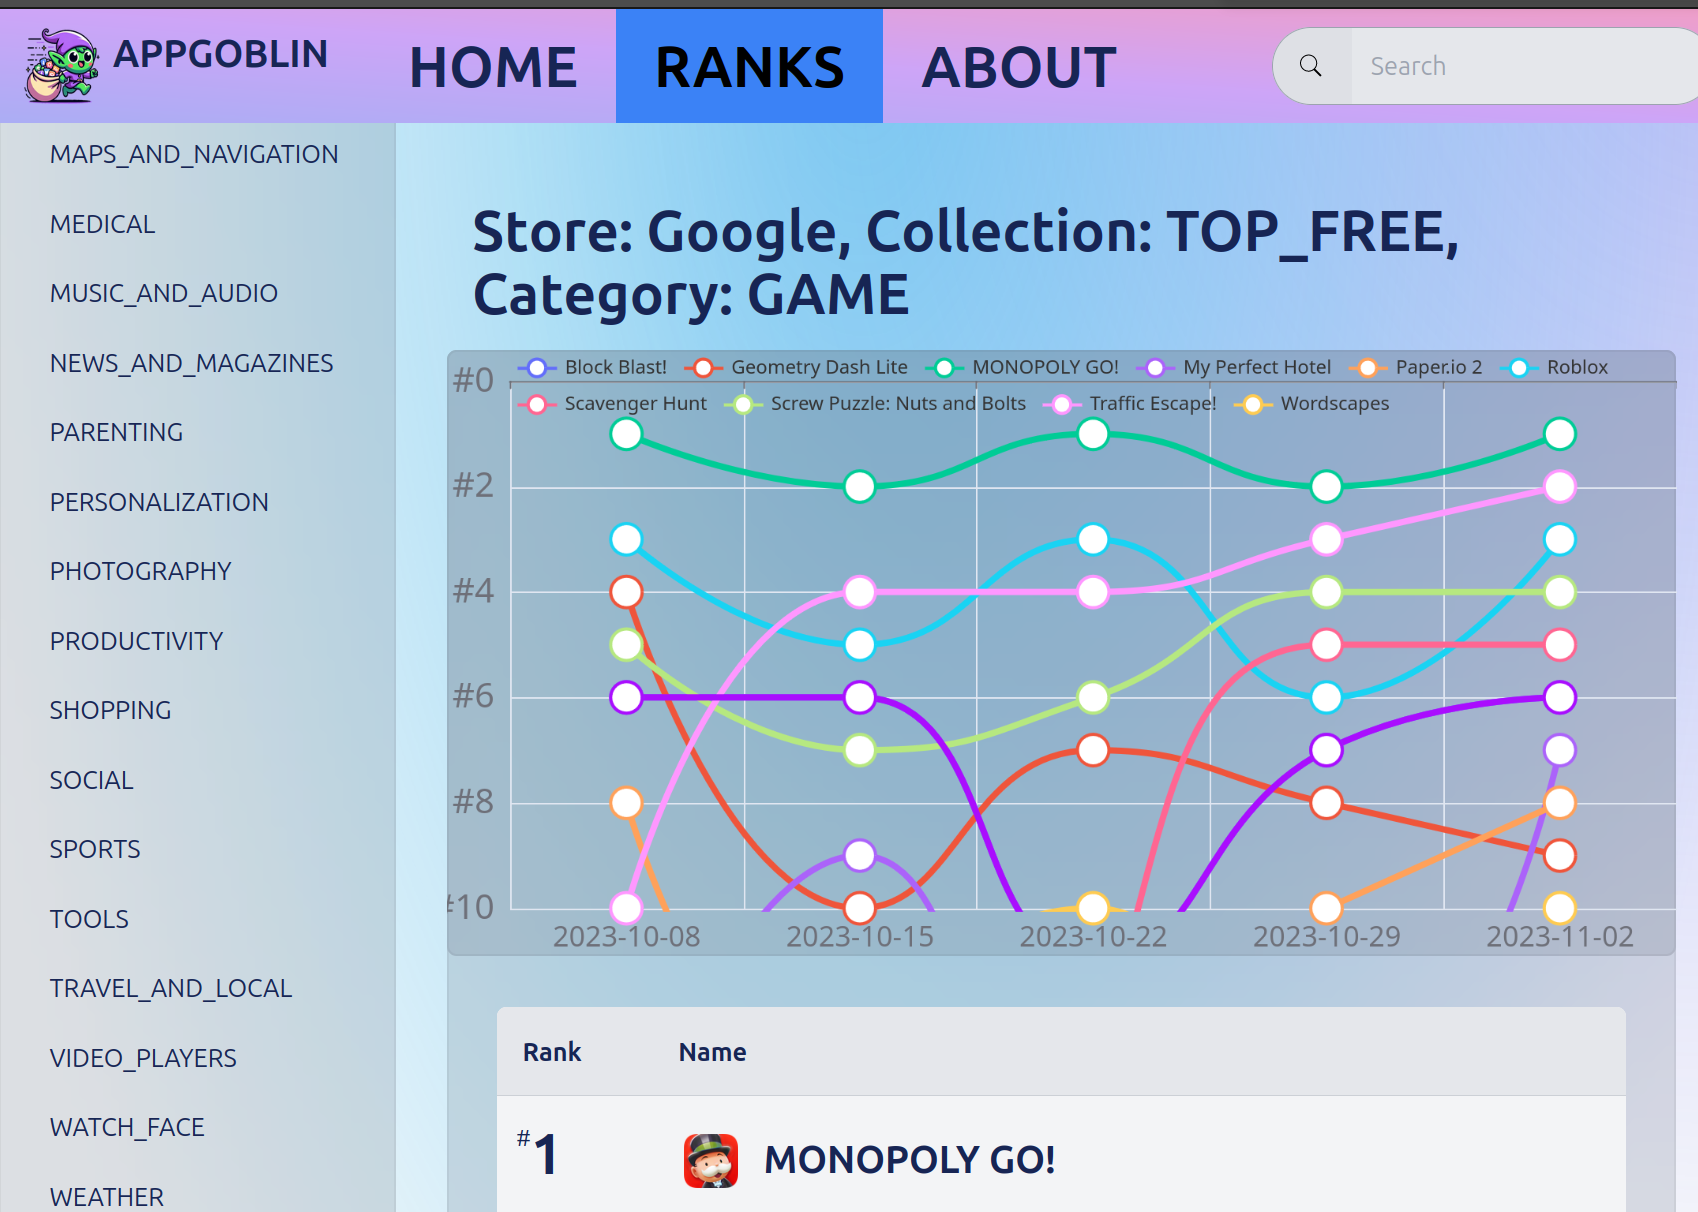 APPGOBLIN
HOME
RANKS
ABOUT
Search
MAPS_AND_NAVIGATION
MEDICAL
MUSIC_AND_AUDIO
NEWS_AND_MAGAZINES
PARENTING
PERSONALIZATION
PHOTOGRAPHY
PRODUCTIVITY
SHOPPING
SOCIAL
SPORTS
TOOLS
TRAVEL_AND_LOCAL
VIDEO_PLAYERS
WATCH_FACE
WEATHER
Store: Google, Collection: TOP_FREE,
Category: GAME
Block Blast! Geometry Dash Lite MONOPOLY GO! My Perfect Hotel Paper.io 2 Roblox
Scavenger Hunt Screw Puzzle: Nuts and Bolts Traffic Escape! Wordscapes
#0
#2
#4
#6
#8
#10
2023-10-08 2023-10-15 2023-10-22 2023-10-29 2023-11-02
Rank Name
#1 MONOPOLY GO!